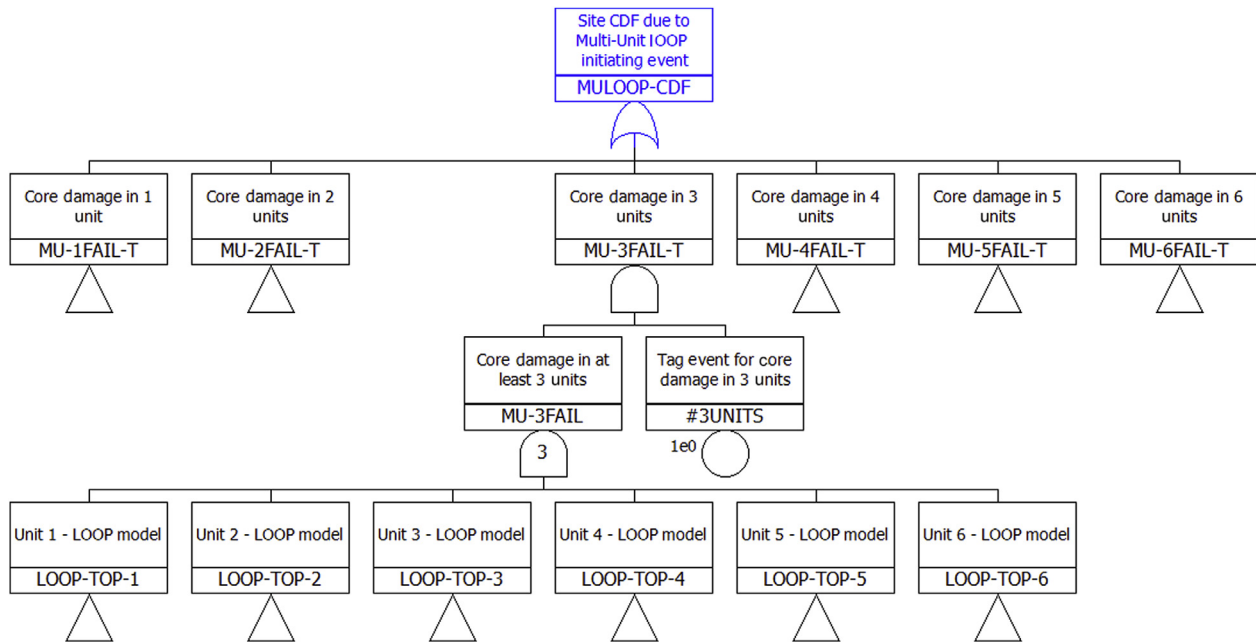 Site CDF due to
Multi-Unit lOOP
initiating event
MULOOP-CDF
Core damage in 1
unit
MU-1FAIL-T
Core damage in 2
units
MU-2FAIL-T
Core damage in 3
units
MU-3FAIL-T
Core damage in 4
units
MU-4FAIL-T
Core damage in 5
units
MU-5FAIL-T
Core damage in 6
units
MU-6FAIL-T
Core damage in at
least 3 units
MU-3FAIL
Tag event for core
damage in 3 units
#3UNITS
3
1e0
Unit 1 - LOOP model
LOOP-TOP-1
Unit 2 - LOOP model
LOOP-TOP-2
Unit 3 - LOOP model
LOOP-TOP-3
Unit 4 - LOOP model
LOOP-TOP-4
Unit 5 - LOOP model
LOOP-TOP-5
Unit 6 - LOOP model
LOOP-TOP-6